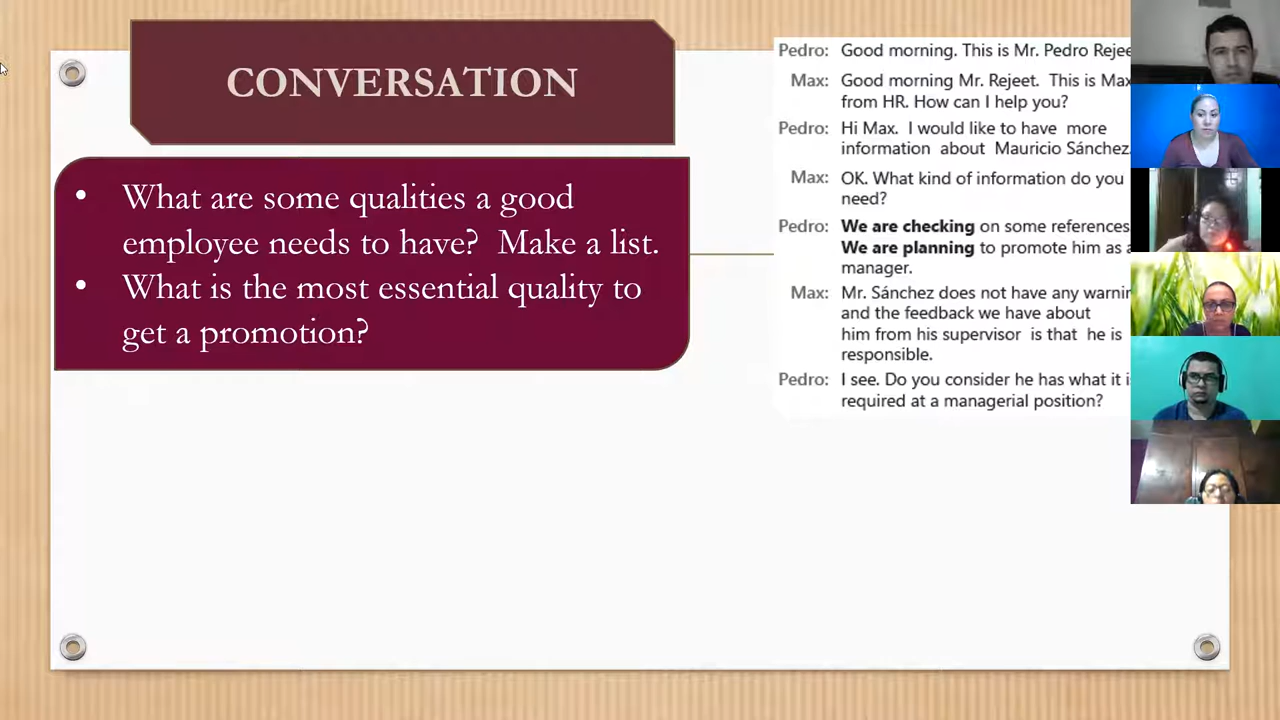 CONVERSATION
• What are some qualities a good
employee needs to have? Make a list.
• What is the most essential quality to
get a promotion?
Pedro: Good morning. This is Mr. Pedro
Max: Good morning Mr. Rejeet. This is Max
from HR. How can I help you?
Pedro: Hi Max. I would like to have more
information about Mauricio Sánchez.
Max: OK. What kind of information do you
need?
Pedro: We are checking on some references
We are planning to promote him as a
manager.
Max: Mr. Sánchez does not have any
and the feedback we have about
him from his supervisor is that he is
responsible.
Pedro: I see. Do you consider he has what it
required at a managerial position?